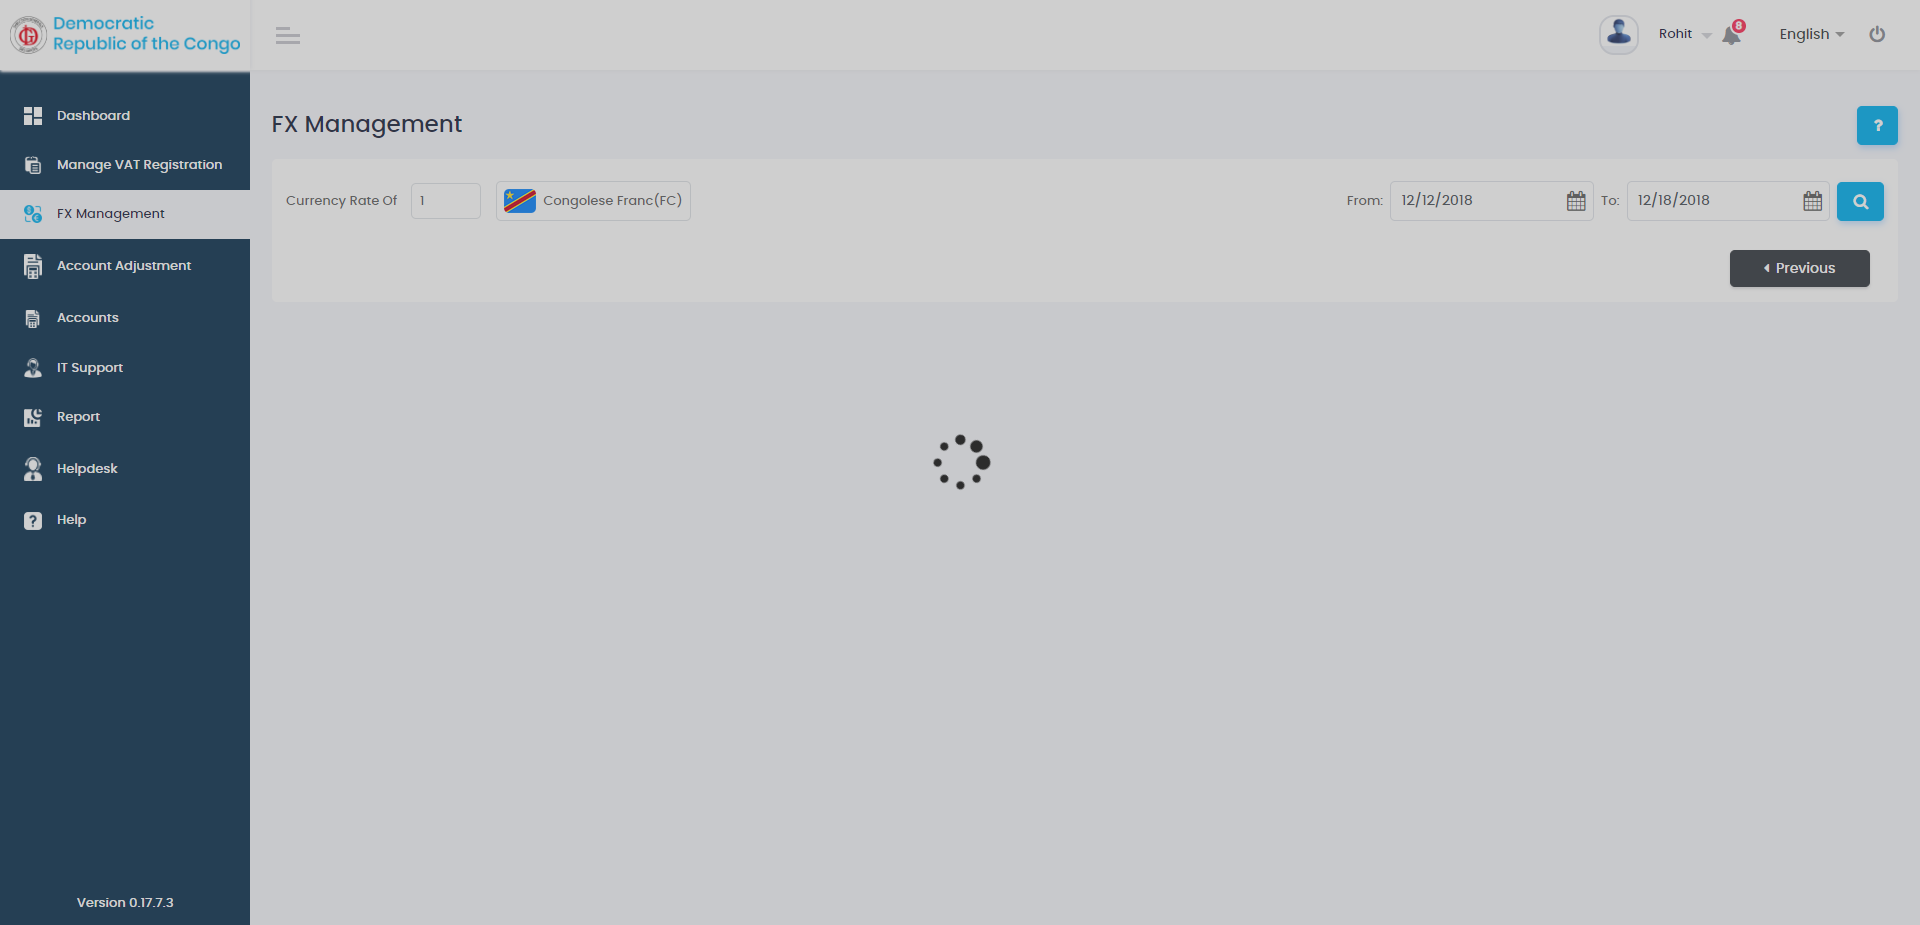 Democratic
Republic of the Congo
Rohit
8
English
Dashboard
Manage VAT Registration
FX Management
Account Adjustment
Accounts
IT Support
Report
Helpdesk
Help
Version 0.17.7.3
FX Management
?
Currency Rate Of
1
Congolese Franc(FC)
From:
12/12/2018
To:
12/18/2018
Previous